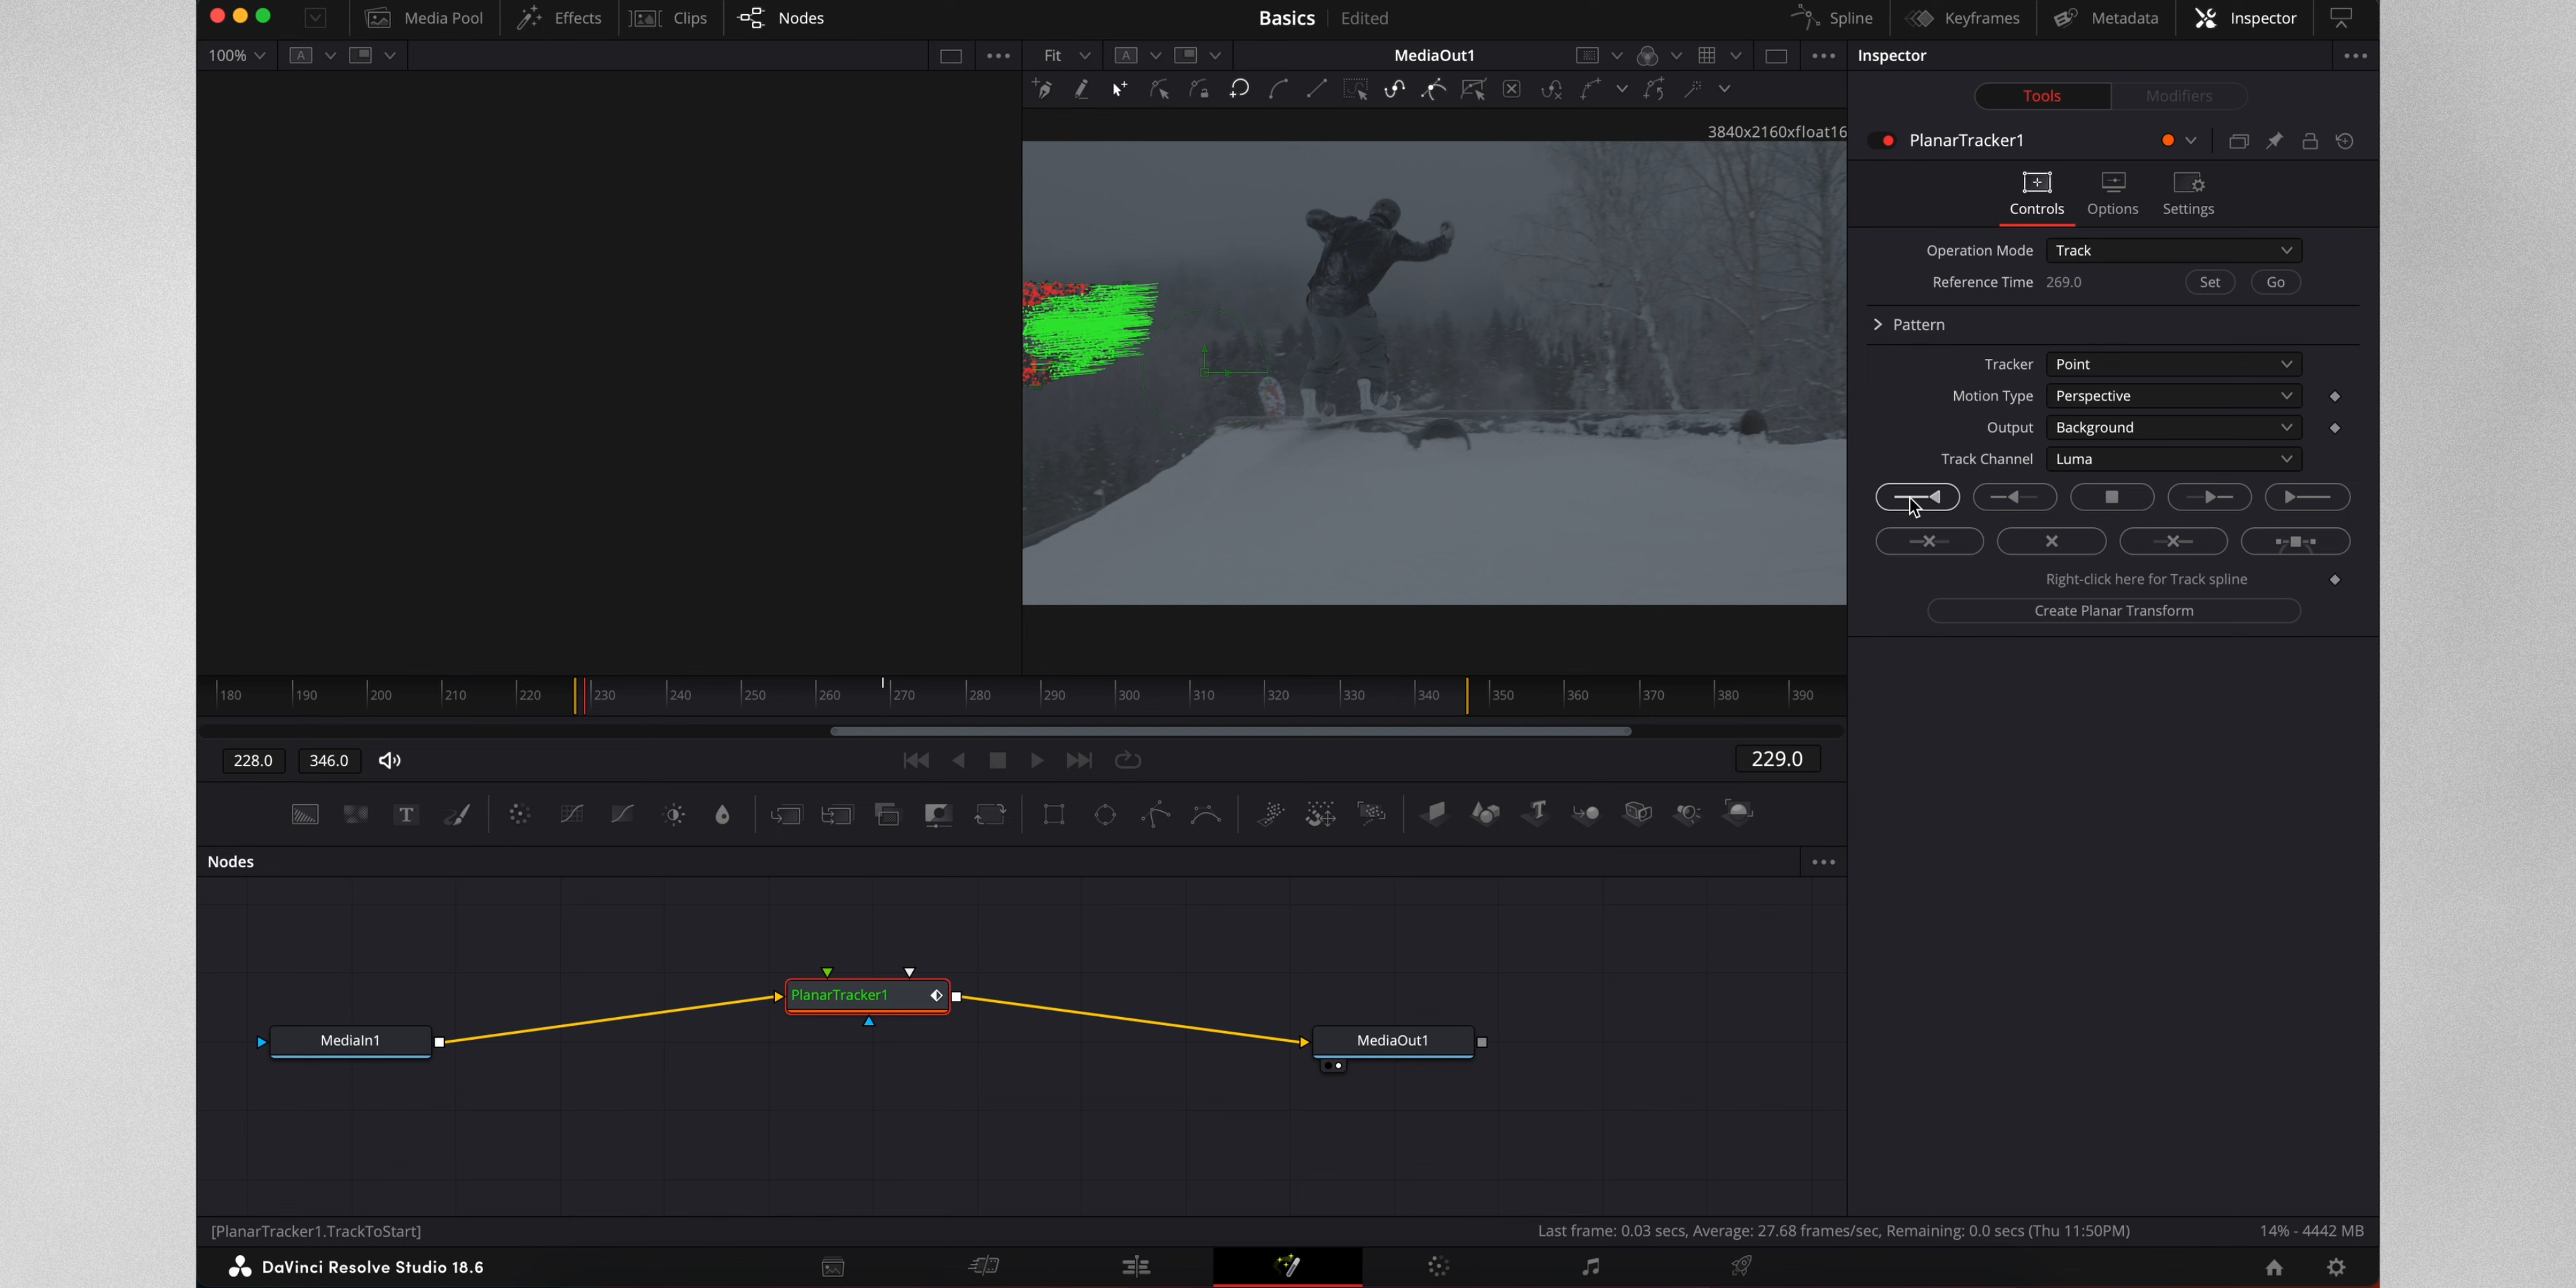 Media Pool Effects Clips Nodes Basics Edited Spline Keyframes Metadata Inspector
100% A Fit A MediaOut1 Inspector
Tools Modifiers
3840x2160xfloat16
PlanarTracker1
Controls Options Settings
Operation Mode Track
Reference Time 269.0 Set Go
Pattern
Tracker Point
Motion Type Perspective
Output Background
Track Channel Luma
Right-click here for Track spline
Create Planar Transform
180 190 200 210 220 230 240 250 260 270 280 290 300 310 320 330 340 350 360 370 380 390
228.0 346.0 229.0
T T
Nodes
PlanarTracker1
MediaIn1 MediaOut1
[PlanarTracker1.TrackToStart] Last frame: 0.03 secs, Average: 27.68 frames/sec, Remaining: 0.0 secs (Thu 11:50PM) 14% - 4442 MB
DaVinci Resolve Studio 18.6